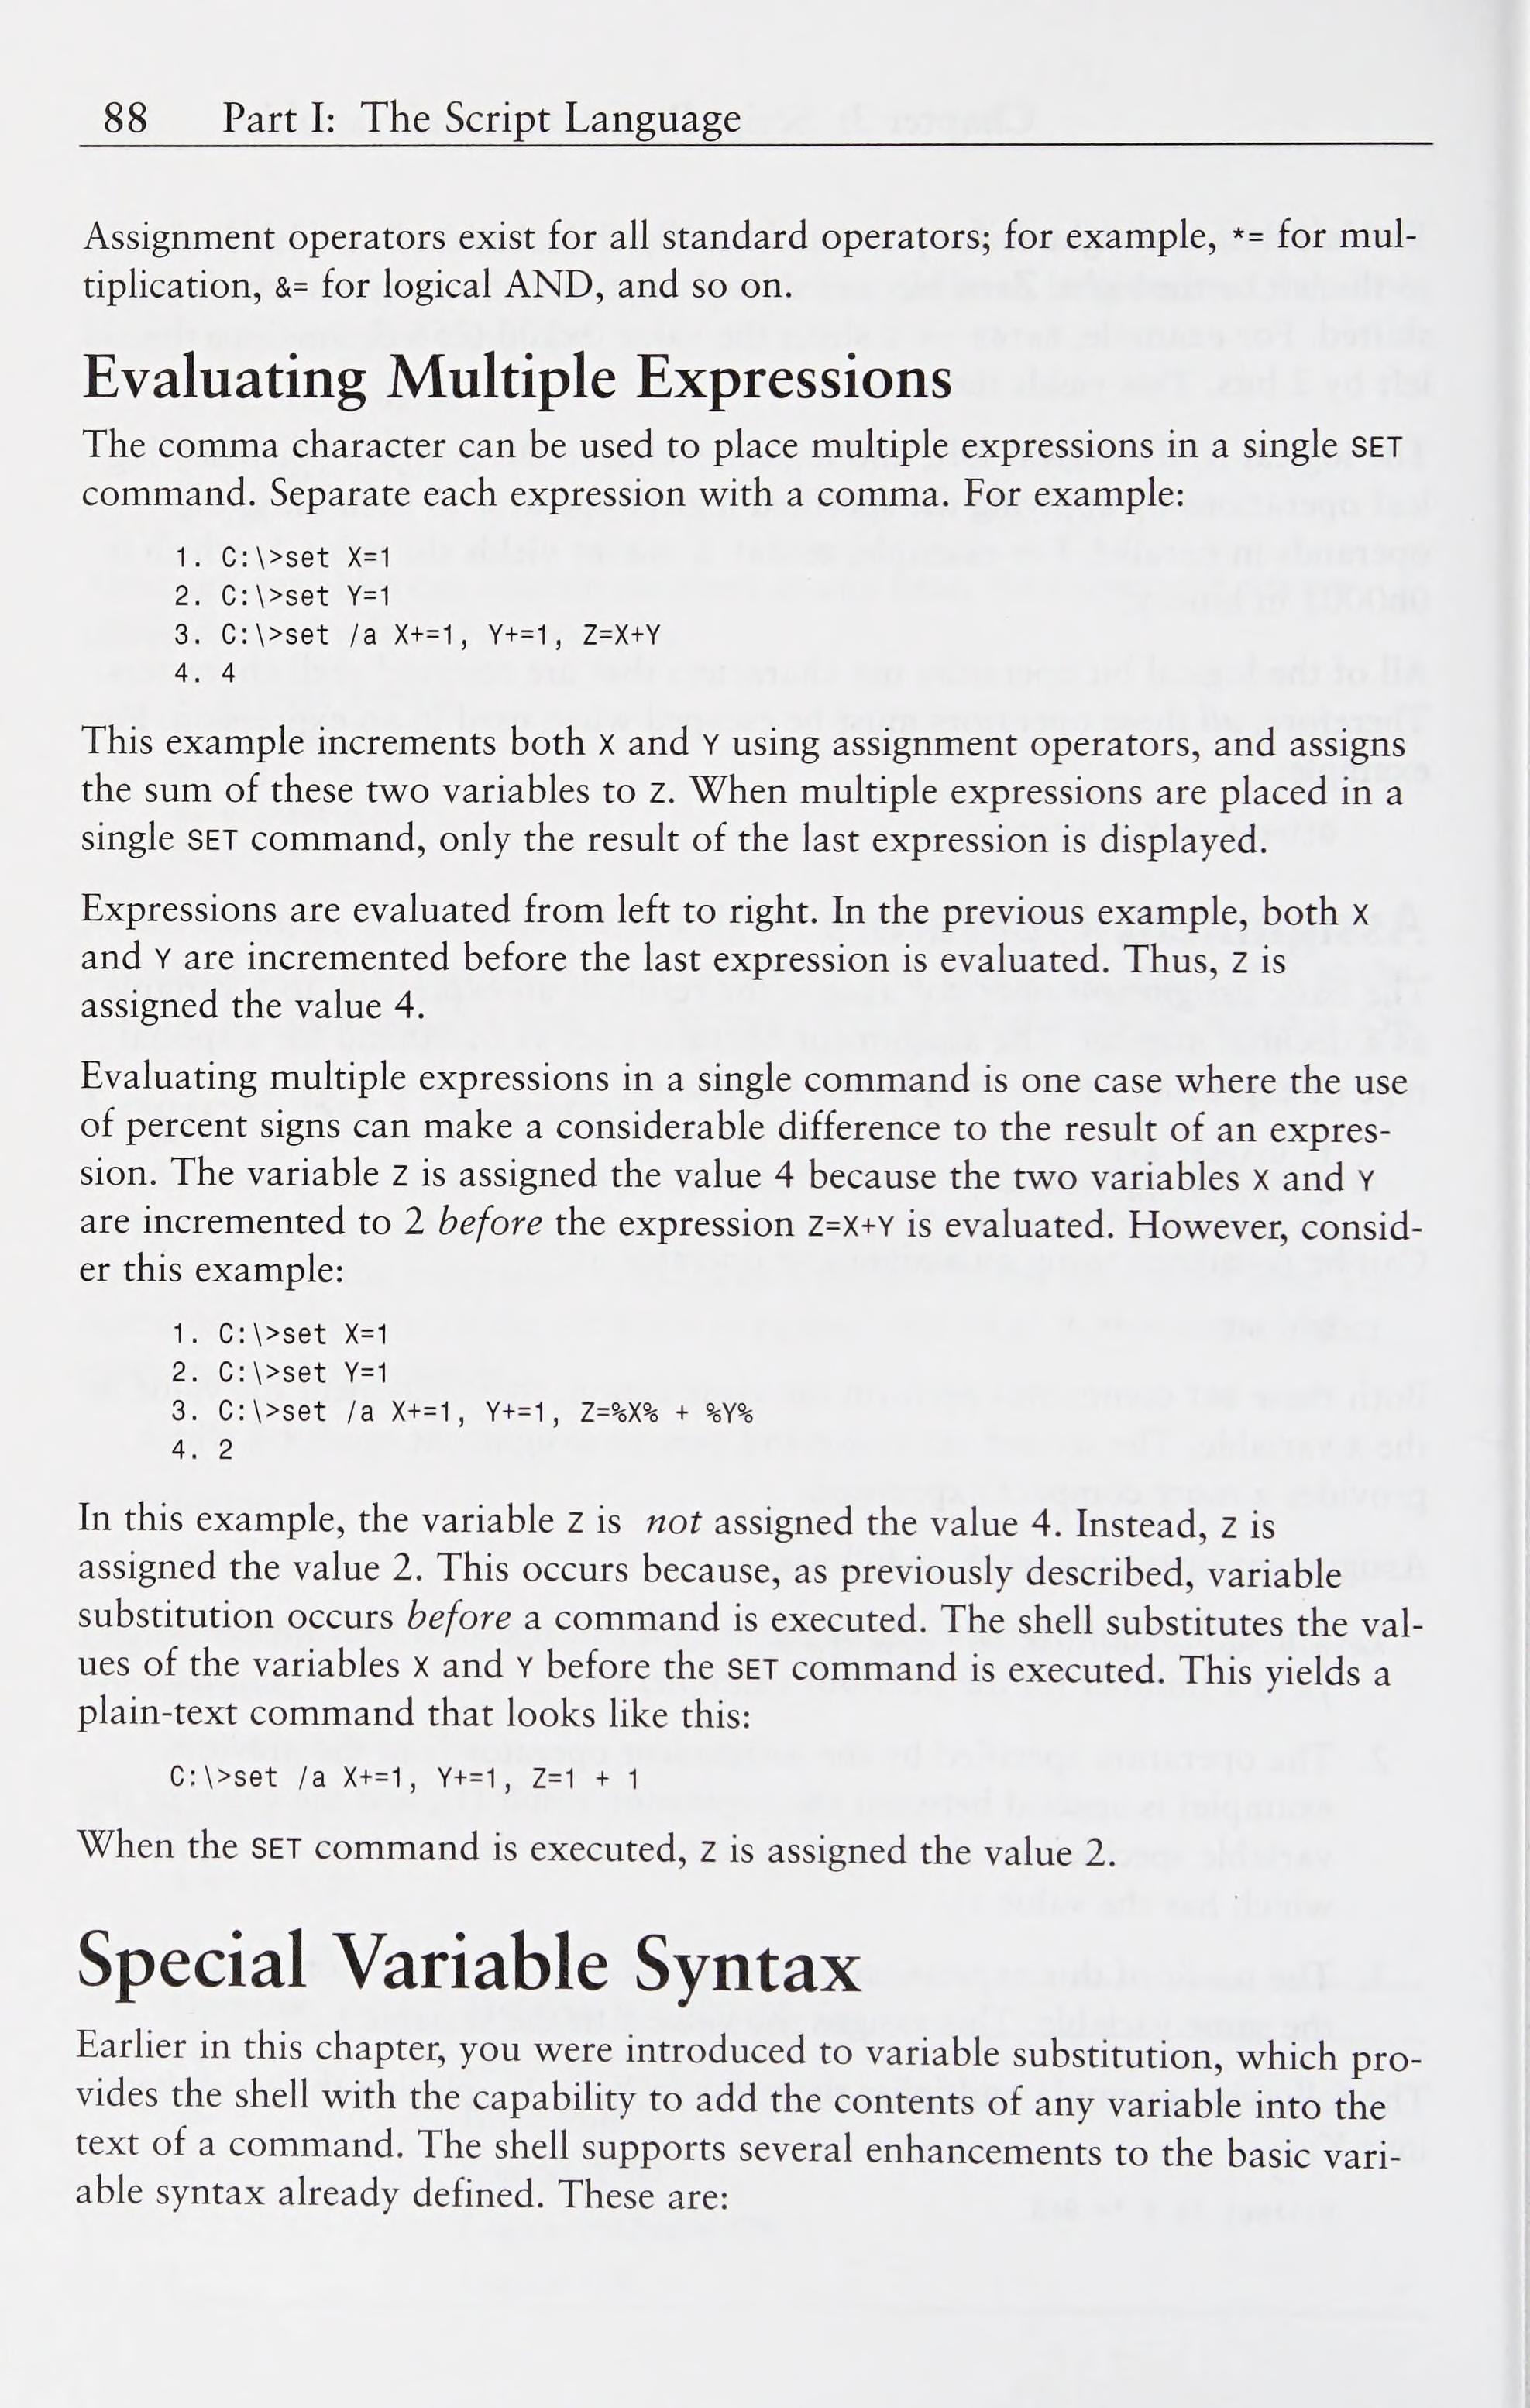 88 Part I: The Script Language
Assignment operators exist for all standard operators; for example, *= for mul-
tiplication, &= for logical AND, and so on.
Evaluating Multiple Expressions
The comma character can be used to place multiple expressions in a single SET
command. Separate each expression with a comma. For example:
1. C:\>set X=1
2. C:\>set Y=1
3. C:\>set /a X+=1, Y+=1, Z=X+Y
4. 4
This example increments both X and Y using assignment operators, and assigns
the sum of these two variables to Z. When multiple expressions are placed in a
single SET command, only the result of the last expression is displayed.
Expressions are evaluated from left to right. In the previous example, both X
and Y are incremented before the last expression is evaluated. Thus, Z is
assigned the value 4.
Evaluating multiple expressions in a single command is one case where the use
of percent signs can make a considerable difference to the result of an expres-
sion. The variable Z is assigned the value 4 because the two variables X and Y
are incremented to 2 before the expression Z=X+Y is evaluated. However, consid-
er this example:
1. C:\>set X=1
2. C:\>set Y=1
3. C:\>set /a X+=1, Y+=1, Z=%X% + %Y%
4. 2
In this example, the variable Z is not assigned the value 4. Instead, Z is
assigned the value 2. This occurs because, as previously described, variable
substitution occurs before a command is executed. The shell substitutes the val-
ues of the variables X and Y before the SET command is executed. This yields a
plain-text command that looks like this:
C:\>set /a X+=1, Y+=1, Z=1 + 1
When the SET command is executed, Z is assigned the value 2.
Special Variable Syntax
Earlier in this chapter, you were introduced to variable substitution, which pro-
vides the shell with the capability to add the contents of any variable into the
text of a command. The shell supports several enhancements to the basic vari-
able syntax already defined. These are: